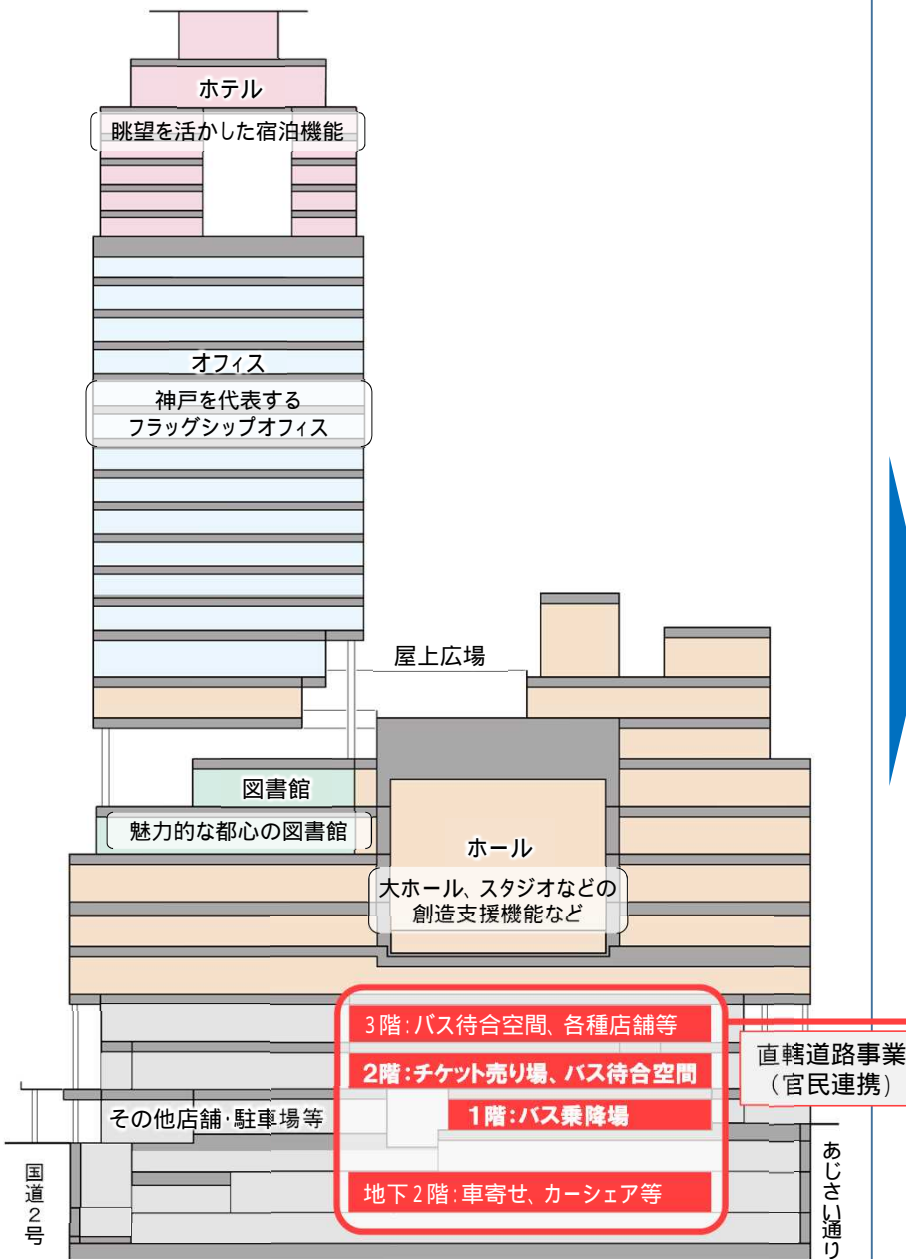 ホテル
眺望を活かした宿泊機能
オフィス
神戸を代表する
フラッグシップオフィス
屋上広場
図書館
魅力的な都心の図書館
ホール
大ホール、スタジオなどの
創造支援機能など
3階:バス待合空間、各種店舗等
2階:チケット売り場、バス待合空間
直轄道路事業
(官民連携)
その他店舗・駐車場等
1階:バス乗降場
地下2階:車寄せ、カーシェア等
国道2号
あじさい通り